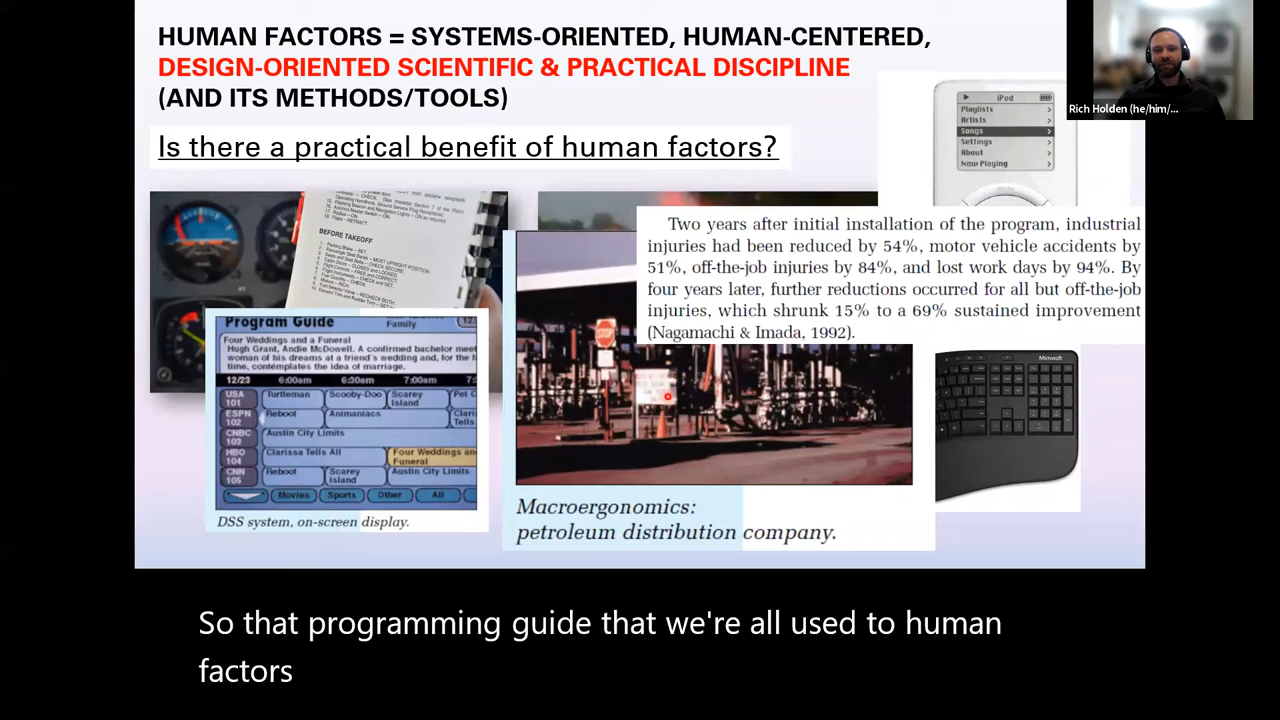 HUMAN FACTORS = SYSTEMS-ORIENTED, HUMAN-CENTERED,
DESIGN-ORIENTED SCIENTIFIC & PRACTICAL DISCIPLINE
(AND ITS METHODS/TOOLS)
Is there a practical benefit of human factors?
iPod
Playlists
Artists
Songs
Settings
About
Now Playing
Rich Holden (he/him/...
Two years after initial installation of the program, industrial
injuries had been reduced by 54%, motor vehicle accidents by
51%, off-the-job injuries by 84%, and lost work days by 94%. By
four years later, further reductions occurred for all but off-the-job
injuries, which shrunk 15% to a 69% sustained improvement
(Nagamachi & Imada, 1992).
BEFORE TAKEOFF
Program Guide
Family
Four Weddings and a Funeral
Hugh Grant, Andie McDowell. A confirmed bachelor meet
woman of his dreams at a friend's wedding and, for the fi
time, contemplates the idea of marriage.
12/23 6:00am 6:30am 7:00am
USA 101 Turtleman Scooby-Doo Scarey Island Pet C
ESPN 102 Reboot Animaniacs Clari Tells
CNBC 103 Austin City Limits
HBO 104 Clarissa Tells All Four Weddings an Funeral
CNN 105 Reboot Scarey Island Austin City Limits
Movies Sports Other All
DSS system, on-screen display.
STOP
Macroergonomics:
petroleum distribution company.
Microsoft
So that programming guide that we're all used to human
factors